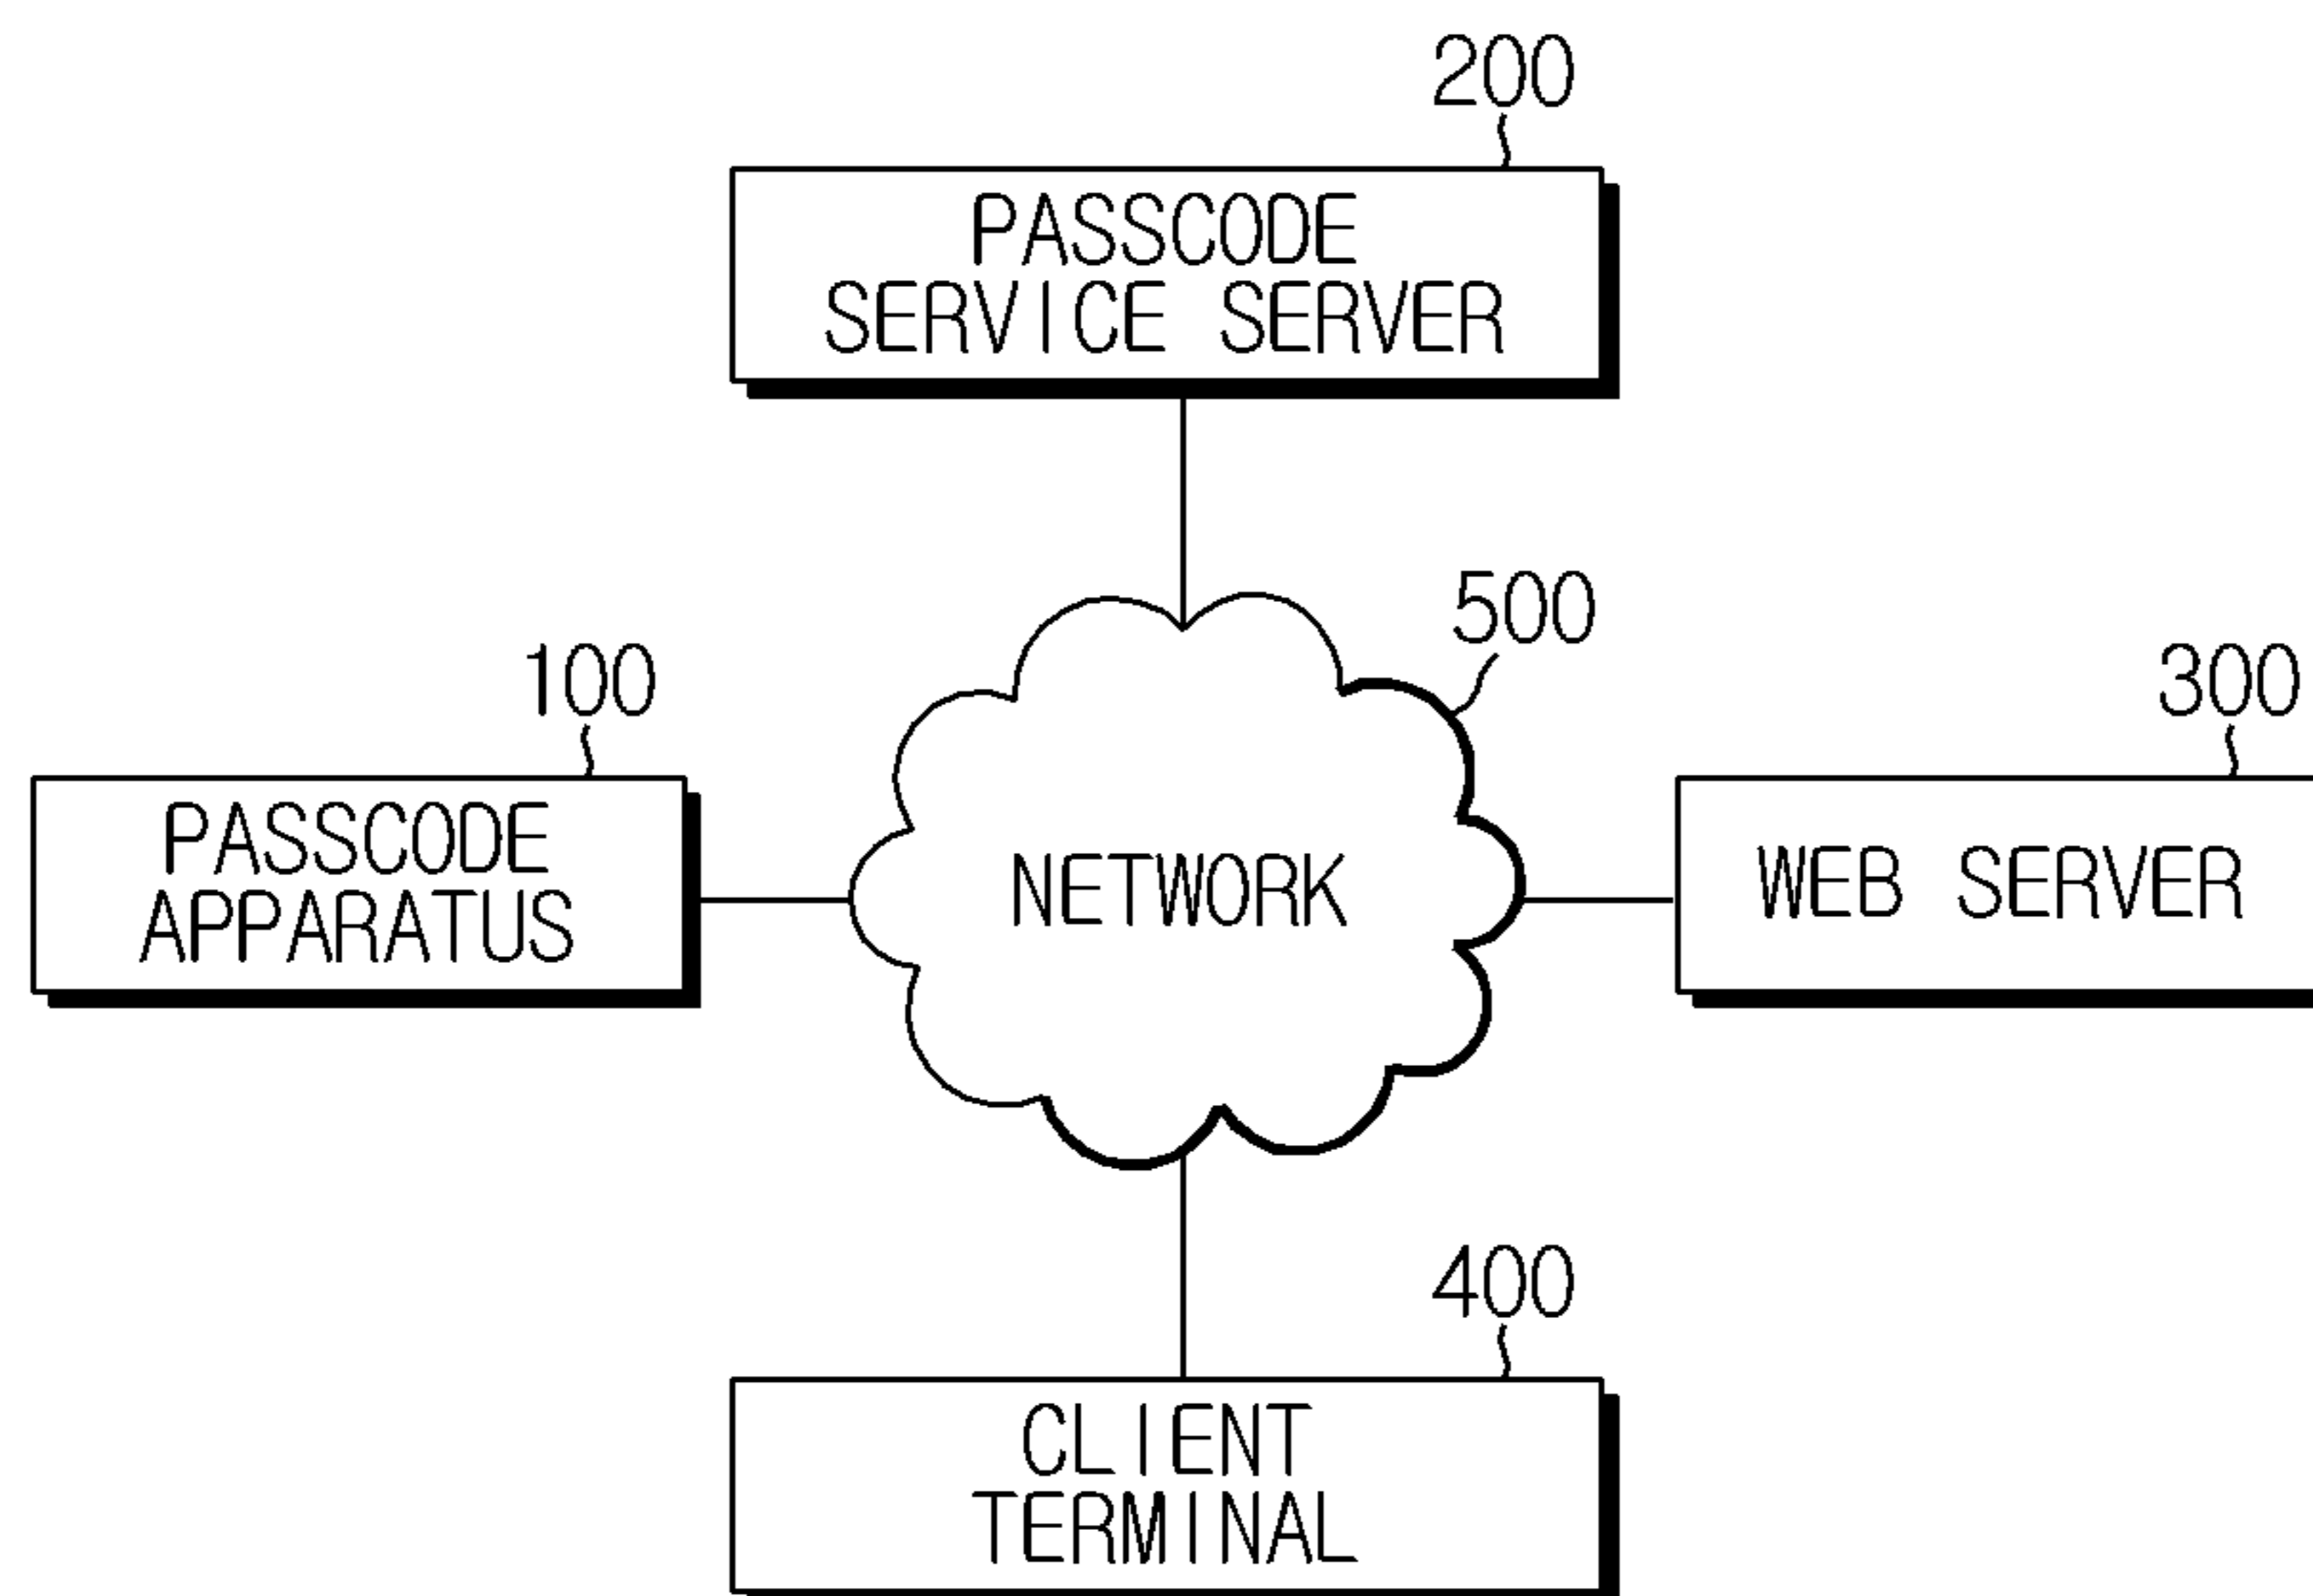 200
PASSCODE
SERVICE SERVER
500
100
300
PASSCODE
APPARATUS
NETWORK
WEB SERVER
400
CLIENT
TERMINAL